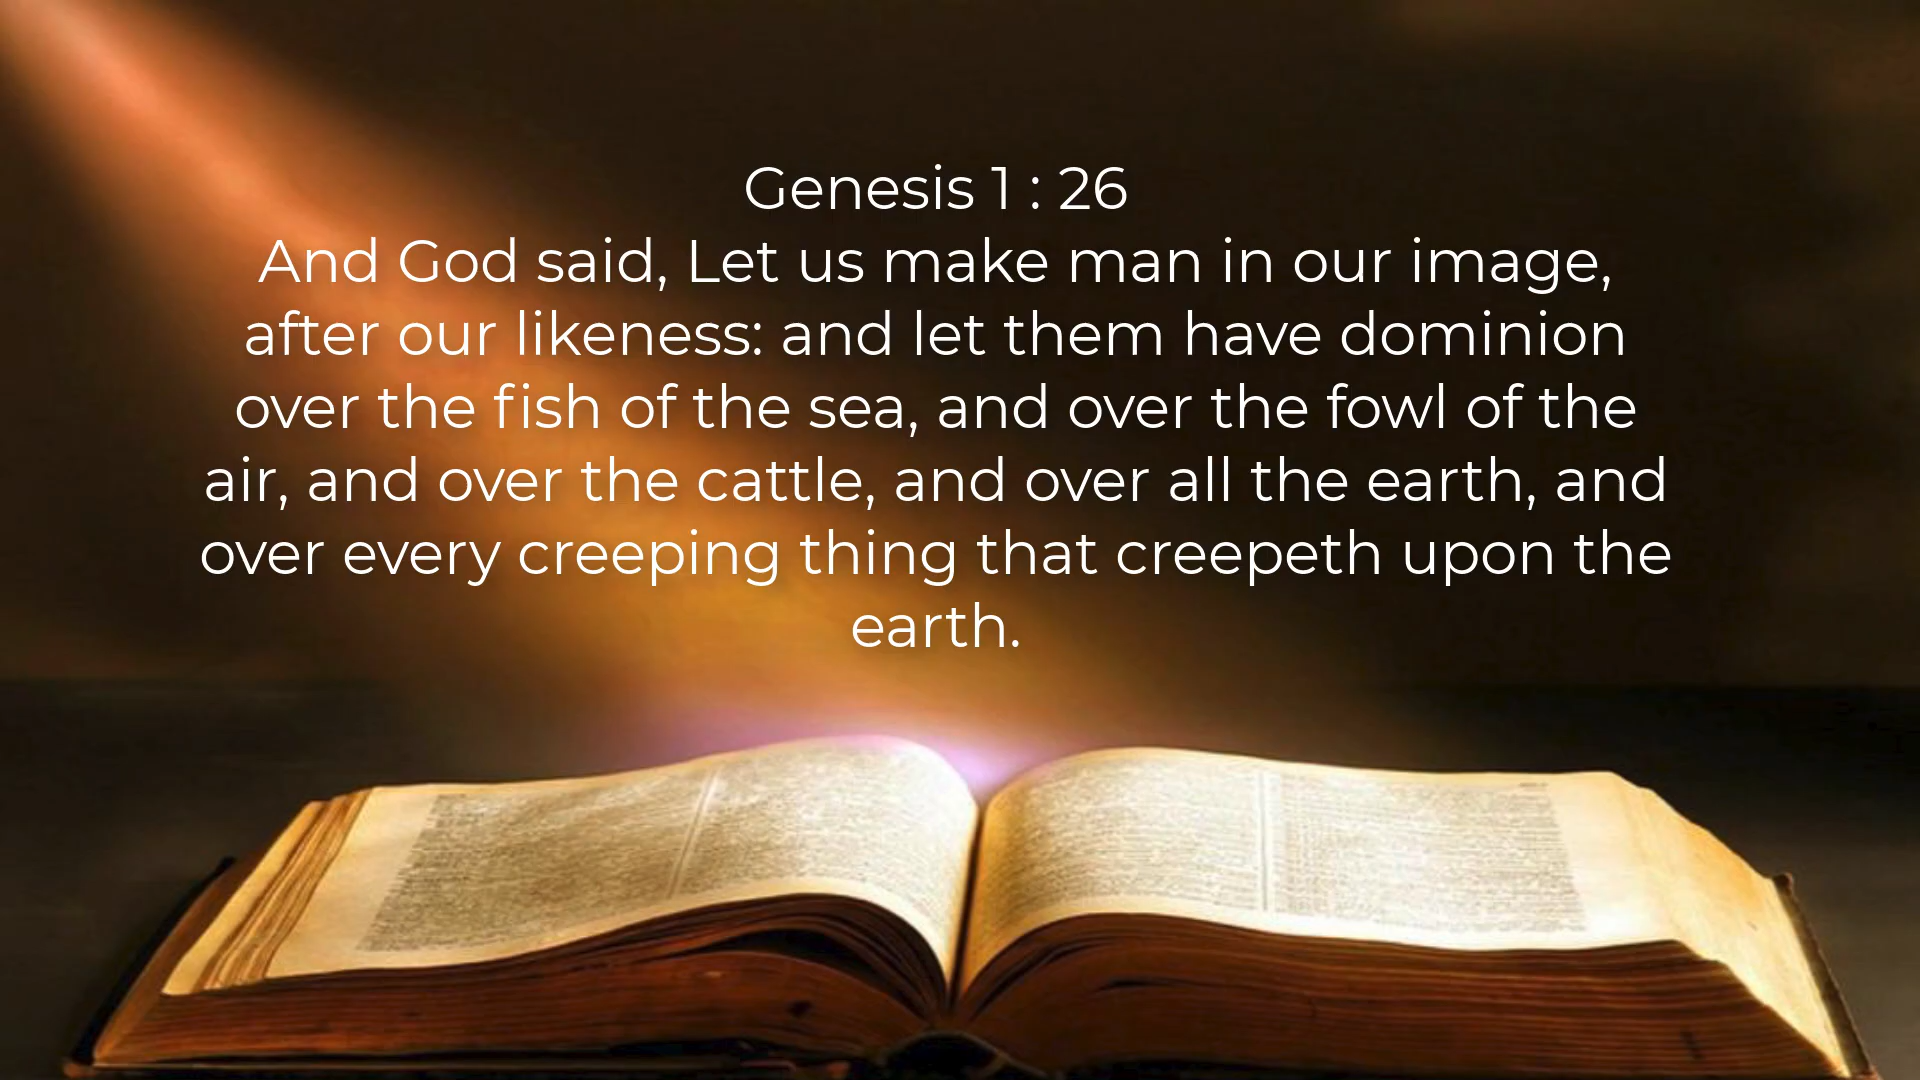 Genesis 1 : 26
And God said, Let us make man in our image,
after our likeness: and let them have dominion
over the fish of the sea, and over the fowl of the
air, and over the cattle, and over all the earth, and
over every creeping thing that creepeth upon the
earth.